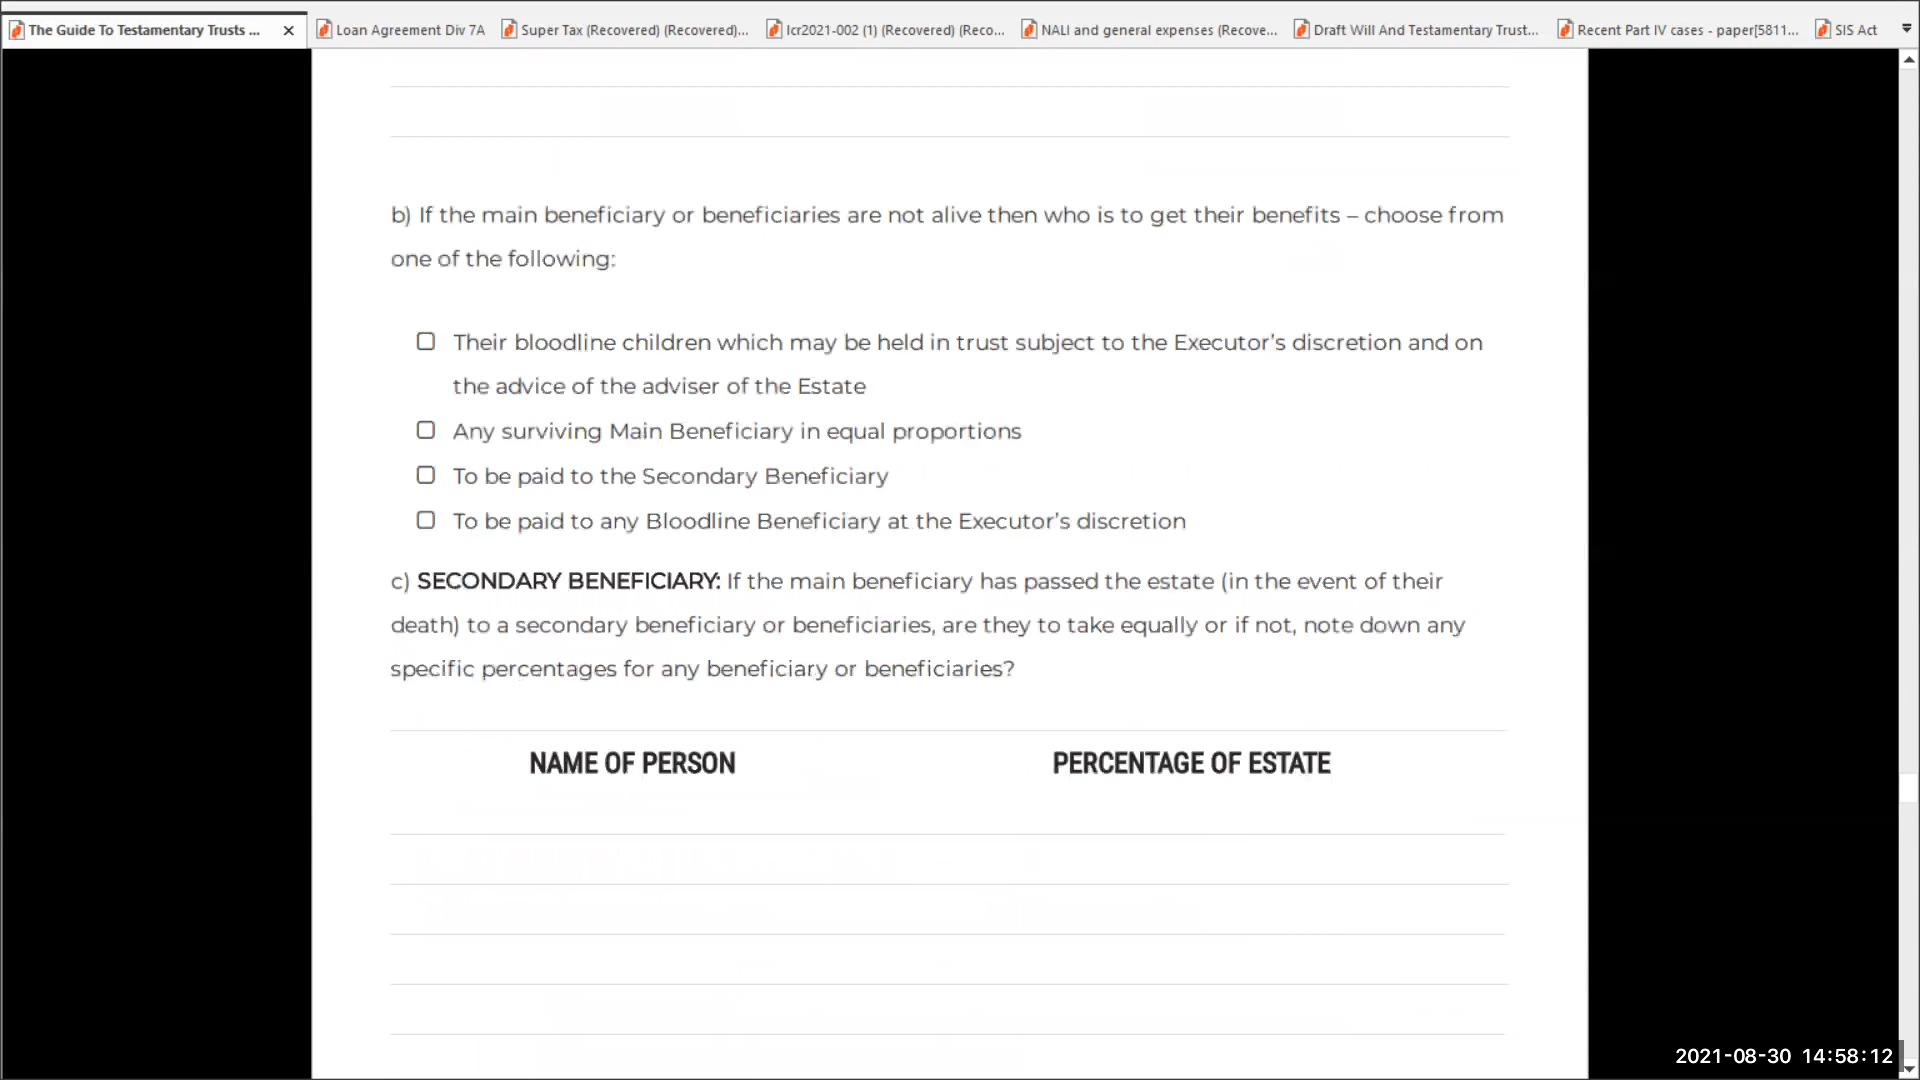 The Guide To Testamentary Trusts ...
Loan Agreement Div 7A
Super Tax (Recovered) (Recovered)...
lcr2021-002 (1) (Recovered) (Reco...
NALI and general expenses (Recove...
Draft Will And Testamentary Trust...
Recent Part IV cases - paper[5811...
SIS Act
b) If the main beneficiary or beneficiaries are not alive then who is to get their benefits – choose from
one of the following:
Their bloodline children which may be held in trust subject to the Executor’s discretion and on
the advice of the adviser of the Estate
Any surviving Main Beneficiary in equal proportions
To be paid to the Secondary Beneficiary
To be paid to any Bloodline Beneficiary at the Executor’s discretion
c) SECONDARY BENEFICIARY: If the main beneficiary has passed the estate (in the event of their
death) to a secondary beneficiary or beneficiaries, are they to take equally or if not, note down any
specific percentages for any beneficiary or beneficiaries?
NAME OF PERSON
PERCENTAGE OF ESTATE
2021-08-30 14:58:12